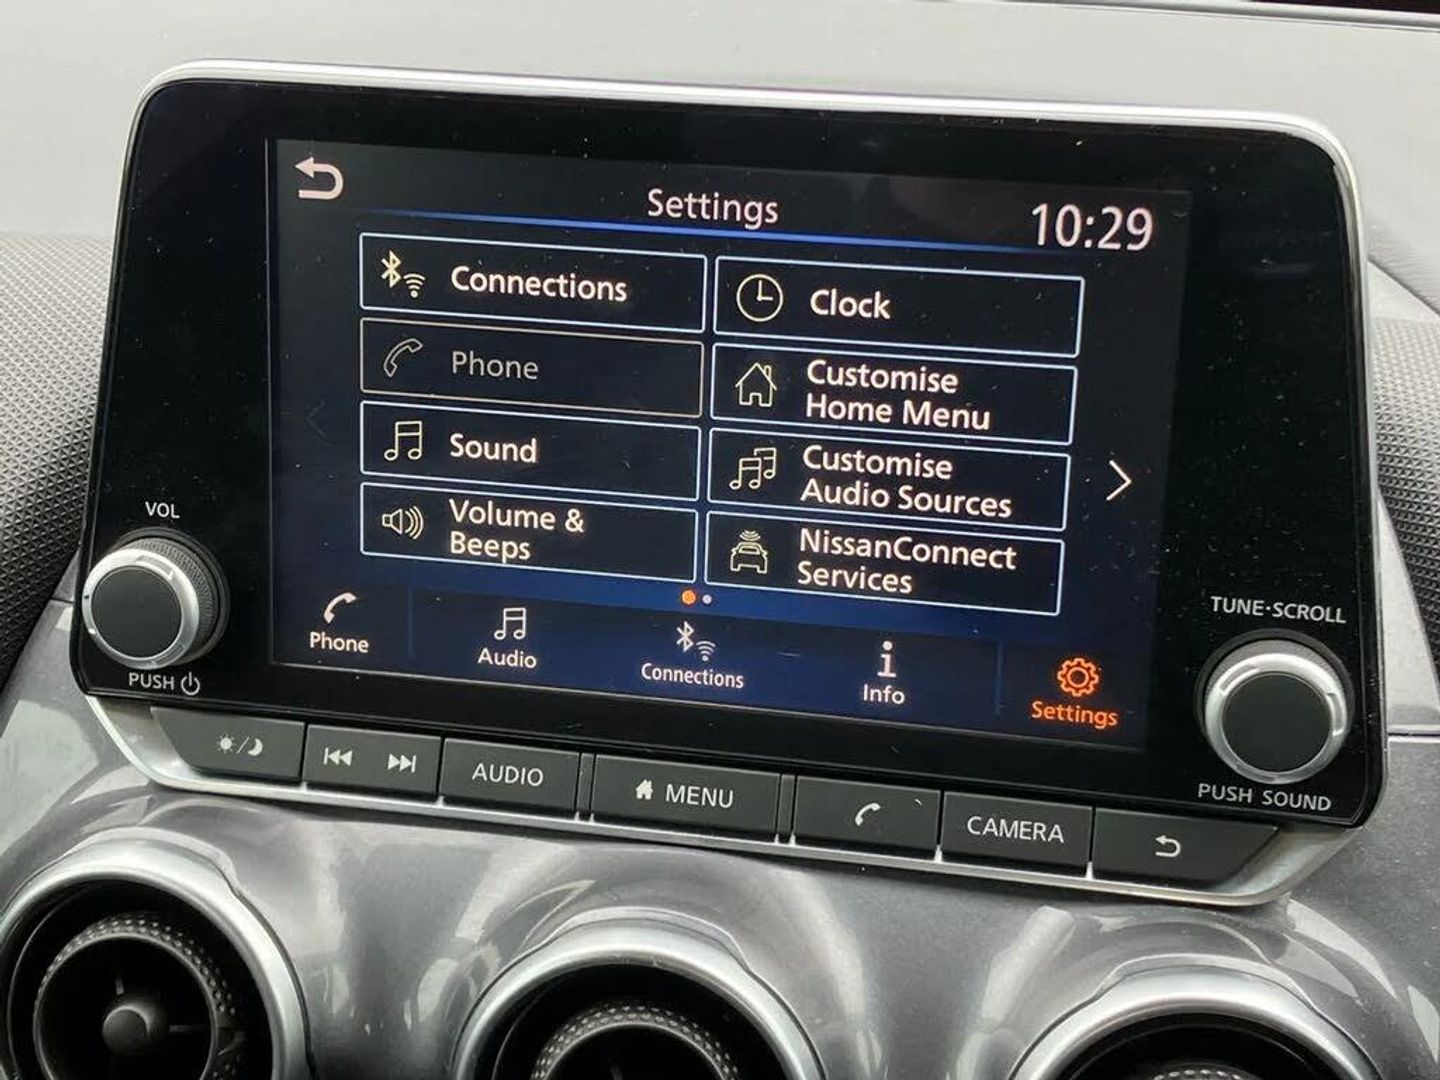 Settings
10:29
Connections
Clock
Phone
Customise
Home Menu
Sound
Customise
Audio Sources
Volume &
Beeps
NissanConnect
Services
Phone
Audio
Connections
Info
Settings
VOL
PUSH
TUNE·SCROLL
PUSH SOUND
AUDIO
MENU
CAMERA